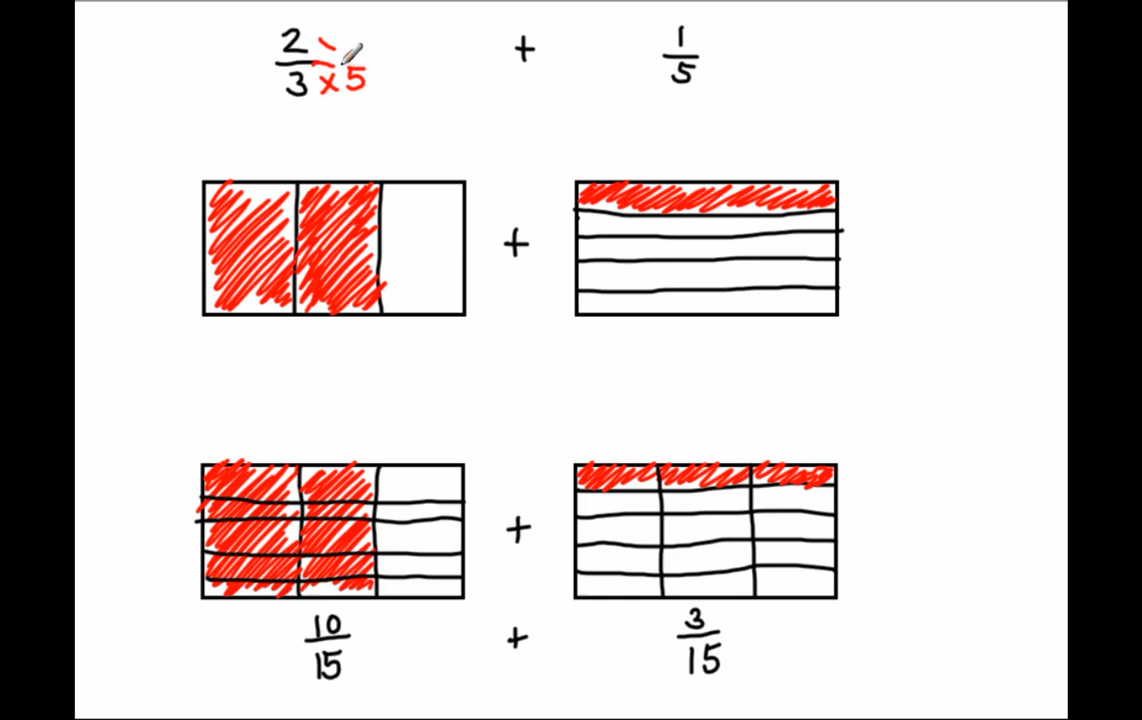 2/3 ×5 + 1/5
+
+
10/15 + 3/15